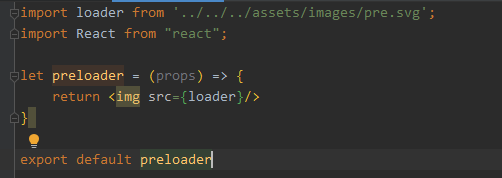 import loader from '../../../assets/images/pre.svg';
import React from "react";
let preloader = (props) => {
return <img src={loader}/>
}
export default preloader